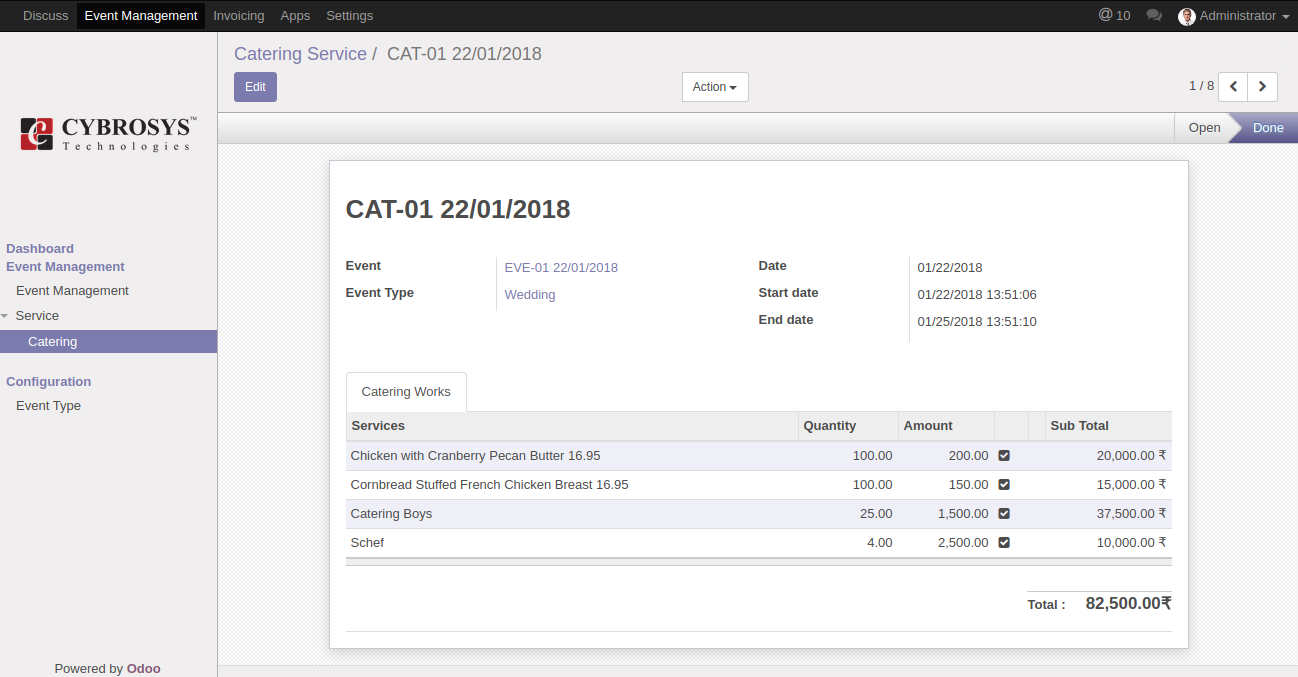 Discuss Event Management Invoicing Apps Settings @ 10 Administrator
Catering Service / CAT-01 22/01/2018
Edit Action 1 / 8
Open Done
CYBROSYS™
Technologies
Dashboard
Event Management
Event Management
Service
Catering
Configuration
Event Type
Powered by Odoo
CAT-01 22/01/2018
Event EVE-01 22/01/2018
Event Type Wedding
Date 01/22/2018
Start date 01/22/2018 13:51:06
End date 01/25/2018 13:51:10
Catering Works
Services Quantity Amount Sub Total
Chicken with Cranberry Pecan Butter 16.95 100.00 200.00 20,000.00 ₹
Cornbread Stuffed French Chicken Breast 16.95 100.00 150.00 15,000.00 ₹
Catering Boys 25.00 1,500.00 37,500.00 ₹
Schef 4.00 2,500.00 10,000.00 ₹
Total : 82,500.00₹